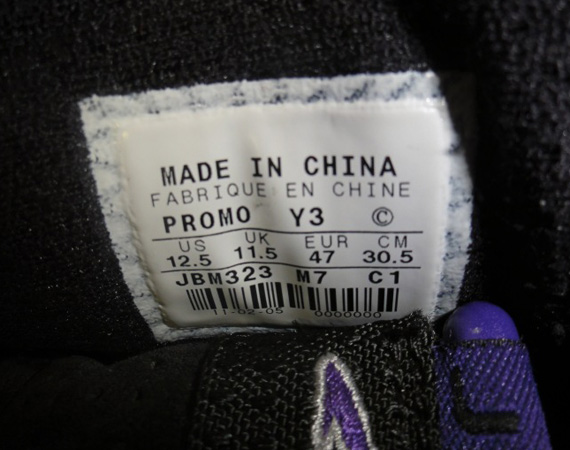 MADE IN CHINA
FABRIQUE EN CHINE
PROMO Y3 ©
US UK EUR CM
12.5 11.5 47 30.5
JBM323 M7 C1
11-02-05 0000000
L